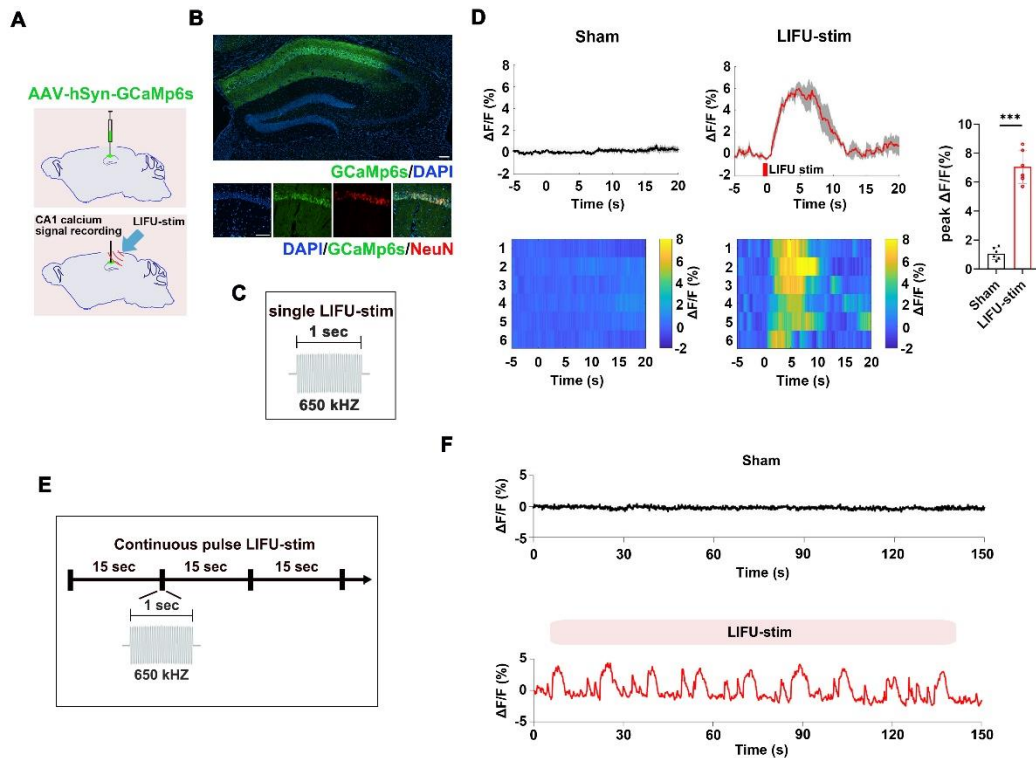 A
AAV-hSyn-GCaMp6s
CA1 calcium
signal recording
LIFU-stim
B
GCaMp6s/DAPI
DAPI/GCaMp6s/NeuN
C
single LIFU-stim
1 sec
650 kHZ
D
Sham
ΔF/F (%)
8
6
4
2
0
-2
-5 0 5 10 15 20
Time (s)
LIFU-stim
ΔF/F (%)
8
6
4
2
0
-2
LIFU stim
-5 0 5 10 15 20
Time (s)
1
2
3
4
5
6
-5 0 5 10 15 20
Time (s)
8
6
4
2
0
-2
ΔF/F (%)
1
2
3
4
5
6
-5 0 5 10 15 20
Time (s)
8
6
4
2
0
-2
ΔF/F (%)
***
peak ΔF/F(%)
10
8
6
4
2
0
Sham
LIFU-stim
E
Continuous pulse LIFU-stim
15 sec 15 sec 15 sec
1 sec
650 kHZ
F
Sham
ΔF/F (%)
5
0
-5
0 30 60 90 120 150
Time (s)
LIFU-stim
ΔF/F (%)
5
0
-5
0 30 60 90 120 150
Time (s)